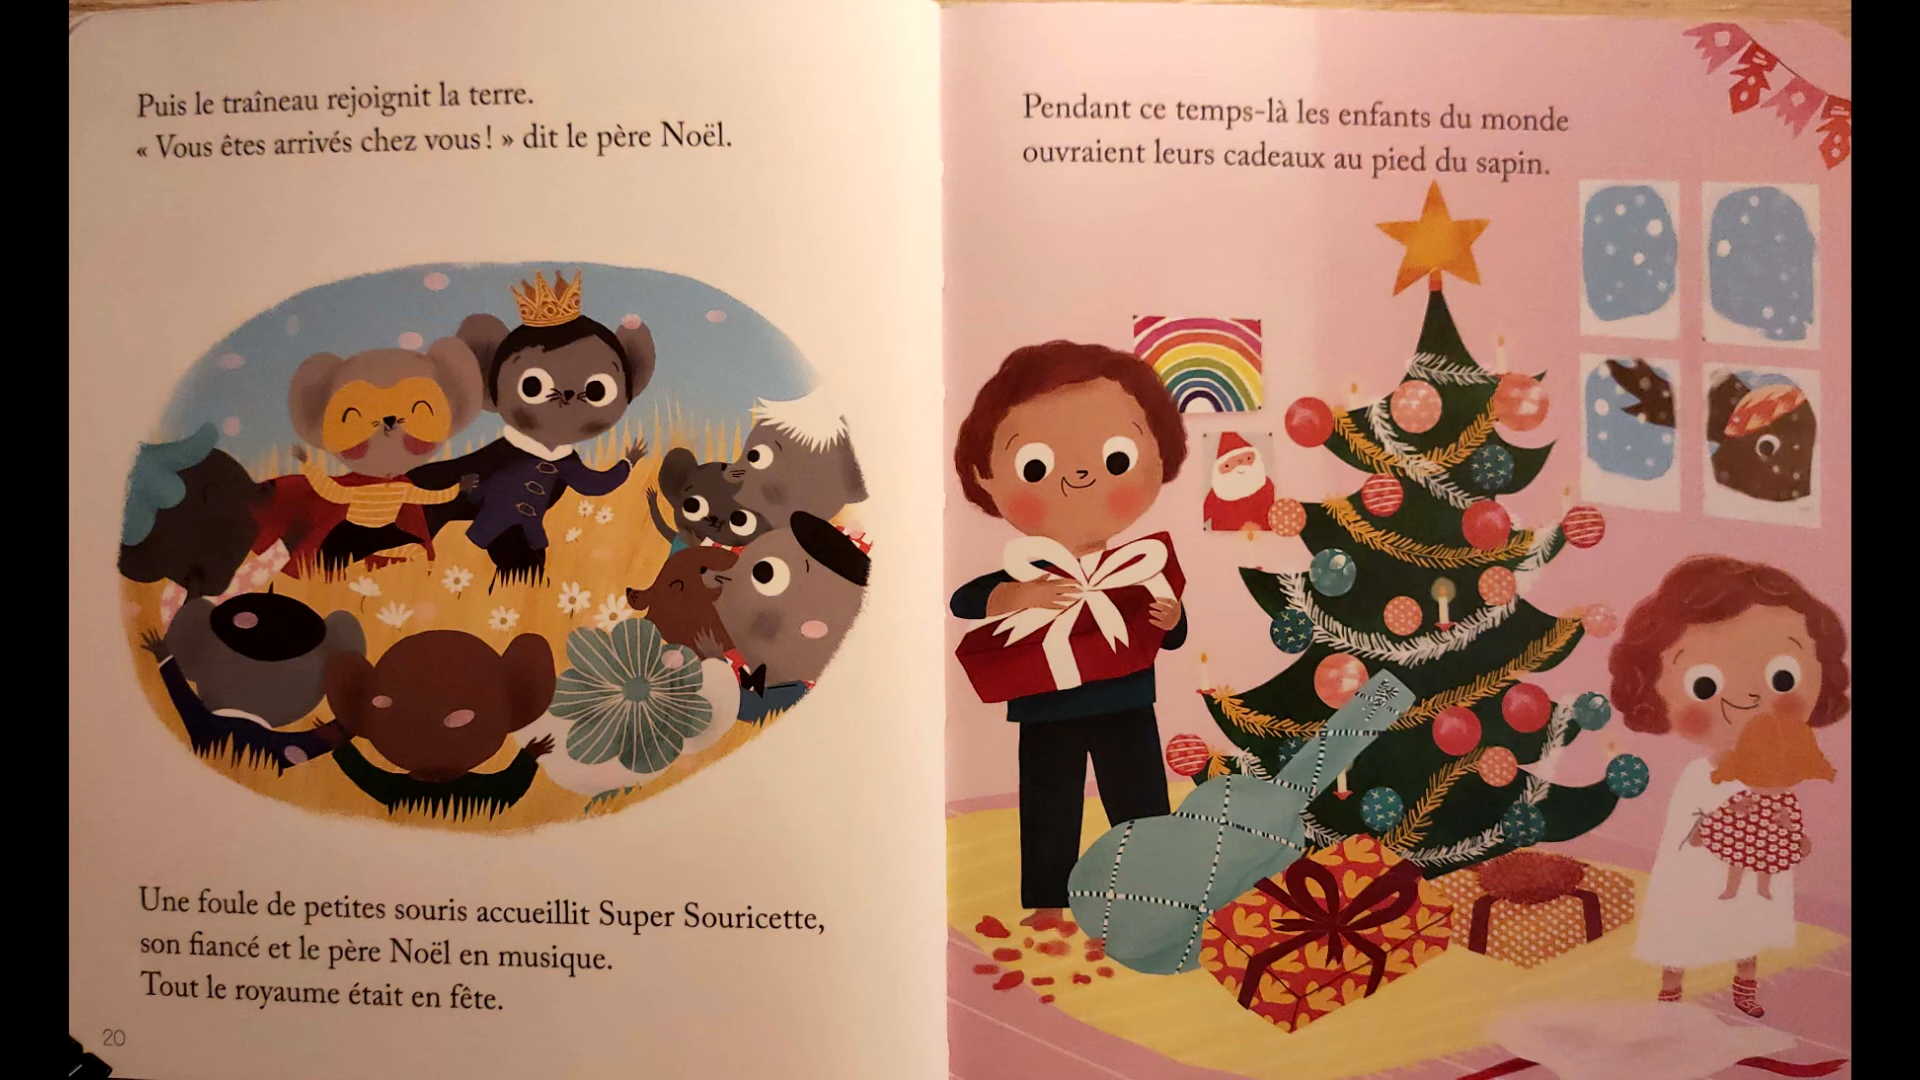 Puis le traîneau rejoignit la terre.
« Vous êtes arrivés chez vous ! » dit le père Noël.
Une foule de petites souris accueillit Super Souricette,
son fiancé et le père Noël en musique.
Tout le royaume était en fête.
20
Pendant ce temps-là les enfants du monde
ouvraient leurs cadeaux au pied du sapin.